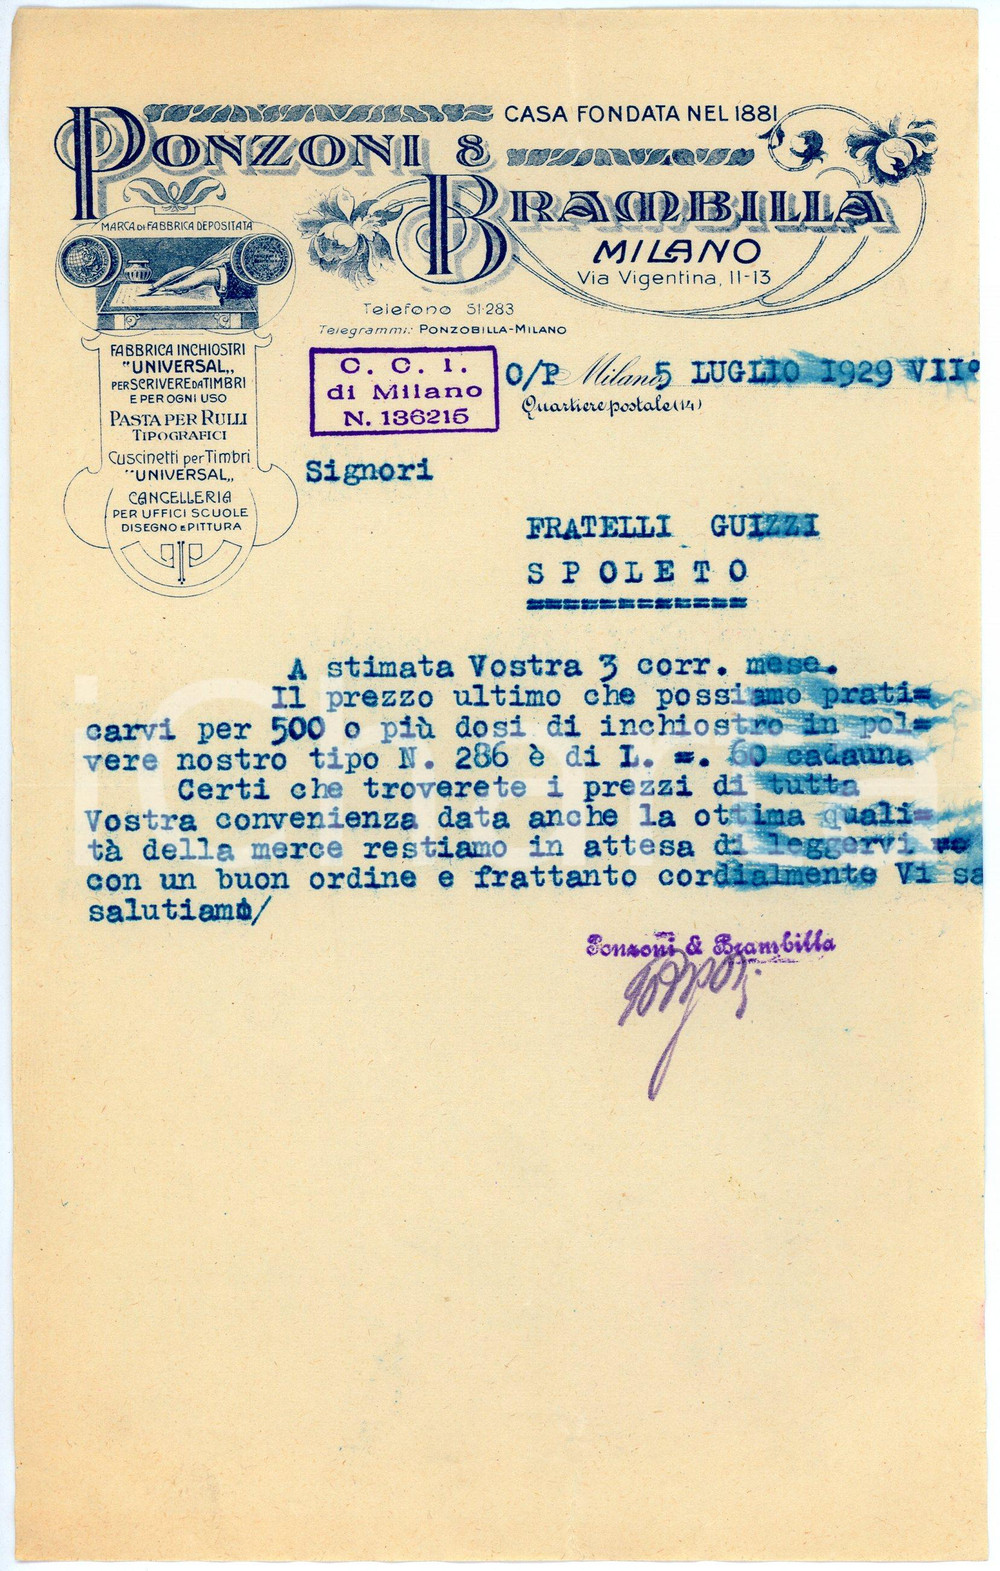 PONZONI &
CASA FONDATA NEL 1881
BRAMBILLA
MILANO
Via Vigentina, 11-13
Telefono 51-283
Telegrammi: PONZOBILLA-MILANO
MARCA DI FABBRICA DEPOSITATA
FABBRICA INCHIOSTRI
"UNIVERSAL„
PER SCRIVERE DA TIMBRI
E PER OGNI USO
PASTA PER RULLI
TIPOGRAFICI
Cuscinetti per Timbri
"UNIVERSAL„
CANCELLERIA
PER UFFICI SCUOLE
DISEGNO E PITTURA
C. C. I.
di Milano
N. 136215
O/P Milano, 5 LUGLIO 1929 VII°
Quartiere postale (14)
Signori
FRATELLI GUIZZI
SPOLETO
============
A stimata Vostra 3 corr. mese.
Il prezzo ultimo che possiamo prati=
carvi per 500 o più dosi di inchiostro in pol=
vere nostro tipo N. 286 è di L. =. 60 cadauna
Certi che troverete i prezzi di tutta
Vostra convenienza data anche la ottima quali=
tà della merce restiamo in attesa di leggervi
con un buon ordine e frattanto cordialmente Vi sa
salutiamo/
Ponzoni & Brambilla